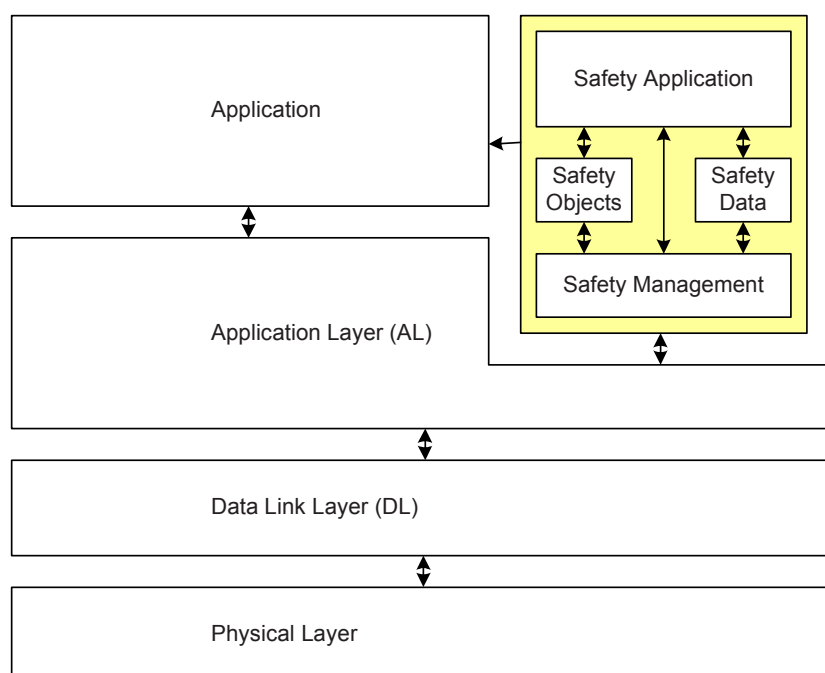 Application
Safety Application
Safety
Objects
Safety
Data
Safety Management
Application Layer (AL)
Data Link Layer (DL)
Physical Layer